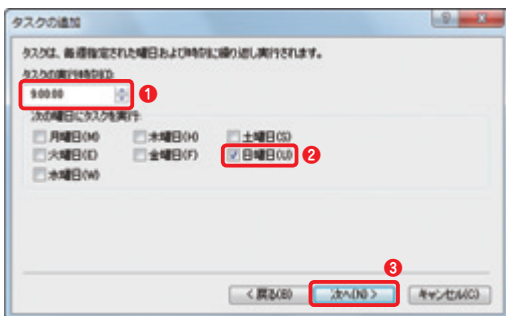 タスクの追加
タスクは、毎週指定された曜日および時刻に繰り返し実行されます。
タスクの実行時刻(T):
9:00:00 1
次の曜日にタスクを実行:
月曜日(M) 木曜日(H) 土曜日(S)
火曜日(E) 金曜日(F) 日曜日(U) 2
水曜日(W)
3
< 戻る(B) 次へ(N) > キャンセル(C)